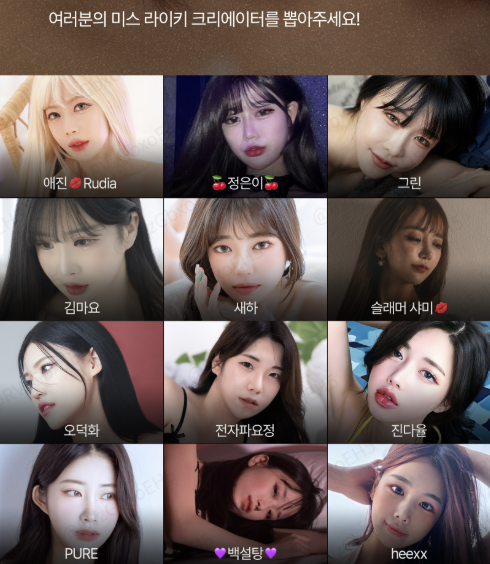 여러분의 미스 라이키 크리에이터를 뽑아주세요!
애진💋Rudia
🍒정은이🍒
그린
김마요
새하
슬래머 샤미💋
오덕화
전자파요정
진다율
PURE
💜백설탕💜
heexx